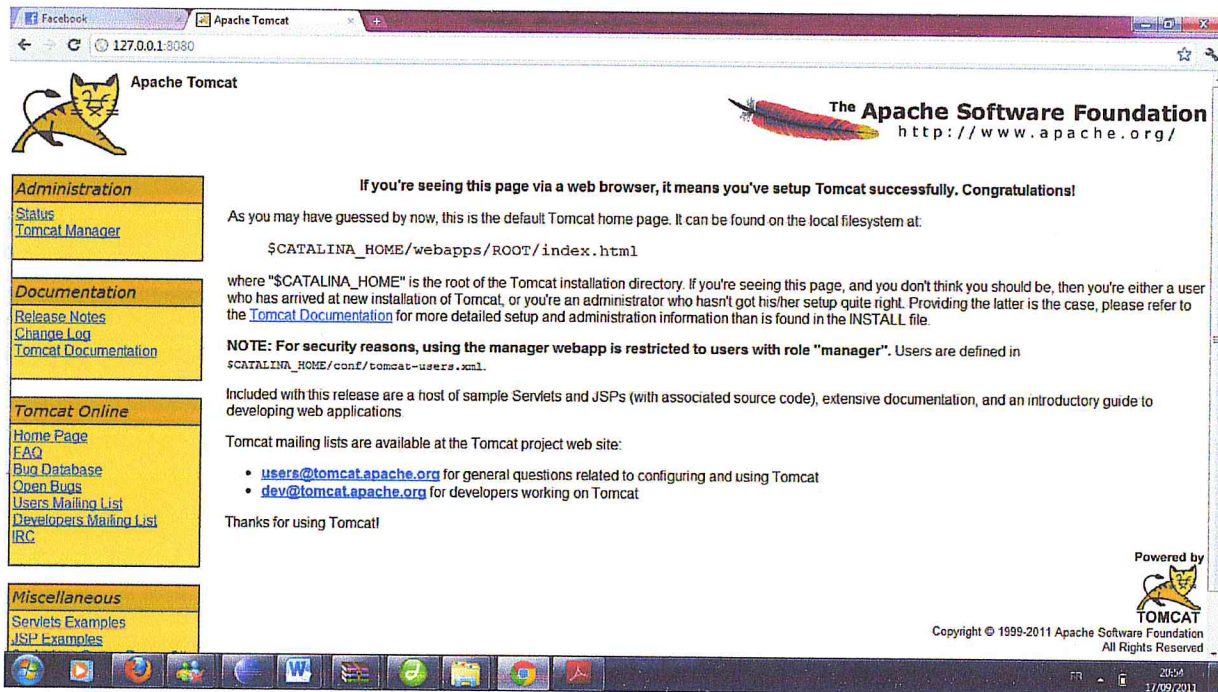 Facebook
Apache Tomcat
127.0.0.1:8080
Apache Tomcat
The Apache Software Foundation
http://www.apache.org/
Administration
Status
Tomcat Manager
Documentation
Release Notes
Change Log
Tomcat Documentation
Tomcat Online
Home Page
FAQ
Bug Database
Open Bugs
Users Mailing List
Developers Mailing List
IRC
Miscellaneous
Servlets Examples
JSP Examples
If you're seeing this page via a web browser, it means you've setup Tomcat successfully. Congratulations!
As you may have guessed by now, this is the default Tomcat home page. It can be found on the local filesystem at:
$CATALINA_HOME/webapps/ROOT/index.html
where "$CATALINA_HOME" is the root of the Tomcat installation directory. If you're seeing this page, and you don't think you should be, then you're either a user
who has arrived at new installation of Tomcat, or you're an administrator who hasn't got his/her setup quite right. Providing the latter is the case, please refer to
the Tomcat Documentation for more detailed setup and administration information than is found in the INSTALL file.
NOTE: For security reasons, using the manager webapp is restricted to users with role "manager". Users are defined in
$CATALINA_HOME/conf/tomcat-users.xml.
Included with this release are a host of sample Servlets and JSPs (with associated source code), extensive documentation, and an introductory guide to
developing web applications.
Tomcat mailing lists are available at the Tomcat project web site:
• users@tomcat.apache.org for general questions related to configuring and using Tomcat
• dev@tomcat.apache.org for developers working on Tomcat
Thanks for using Tomcat!
Powered by
TOMCAT
Copyright © 1999-2011 Apache Software Foundation
All Rights Reserved
FR
20:54
17/09/2011